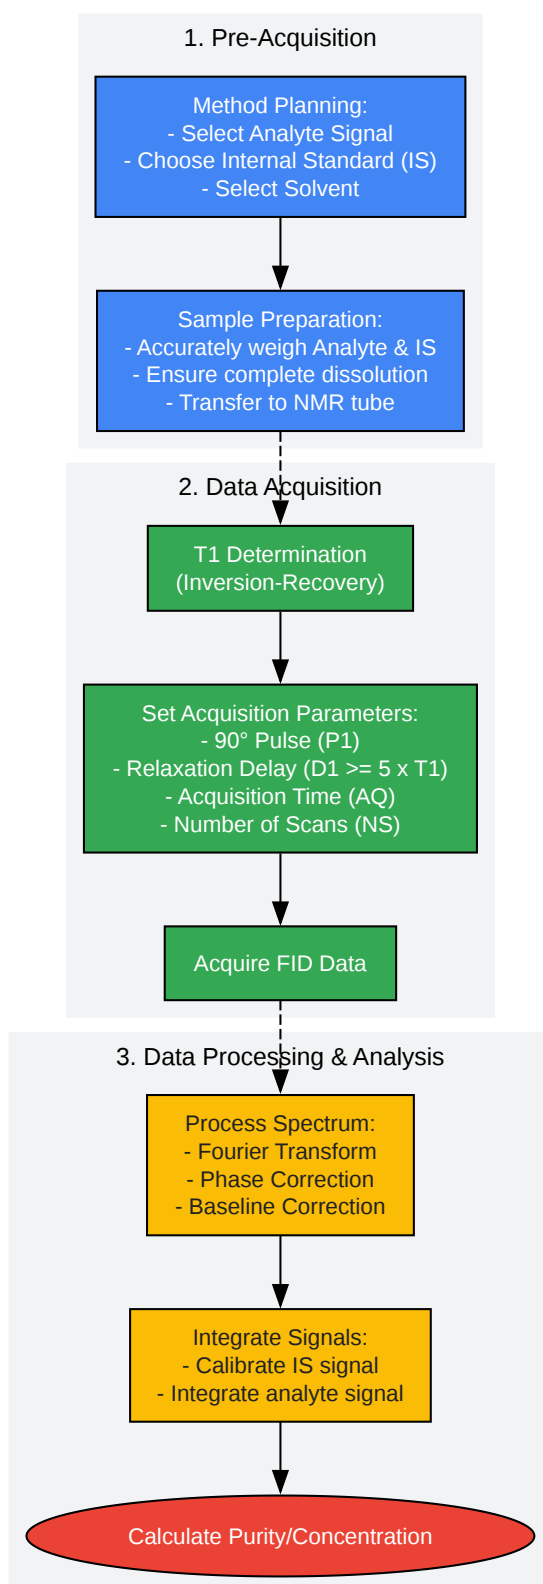 1. Pre-Acquisition
Method Planning:
- Select Analyte Signal
- Choose Internal Standard (IS)
- Select Solvent
Sample Preparation:
- Accurately weigh Analyte & IS
- Ensure complete dissolution
- Transfer to NMR tube
2. Data Acquisition
T1 Determination
(Inversion-Recovery)
Set Acquisition Parameters:
- 90° Pulse (P1)
- Relaxation Delay (D1 >= 5 x T1)
- Acquisition Time (AQ)
- Number of Scans (NS)
Acquire FID Data
3. Data Processing & Analysis
Process Spectrum:
- Fourier Transform
- Phase Correction
- Baseline Correction
Integrate Signals:
- Calibrate IS signal
- Integrate analyte signal
Calculate Purity/Concentration